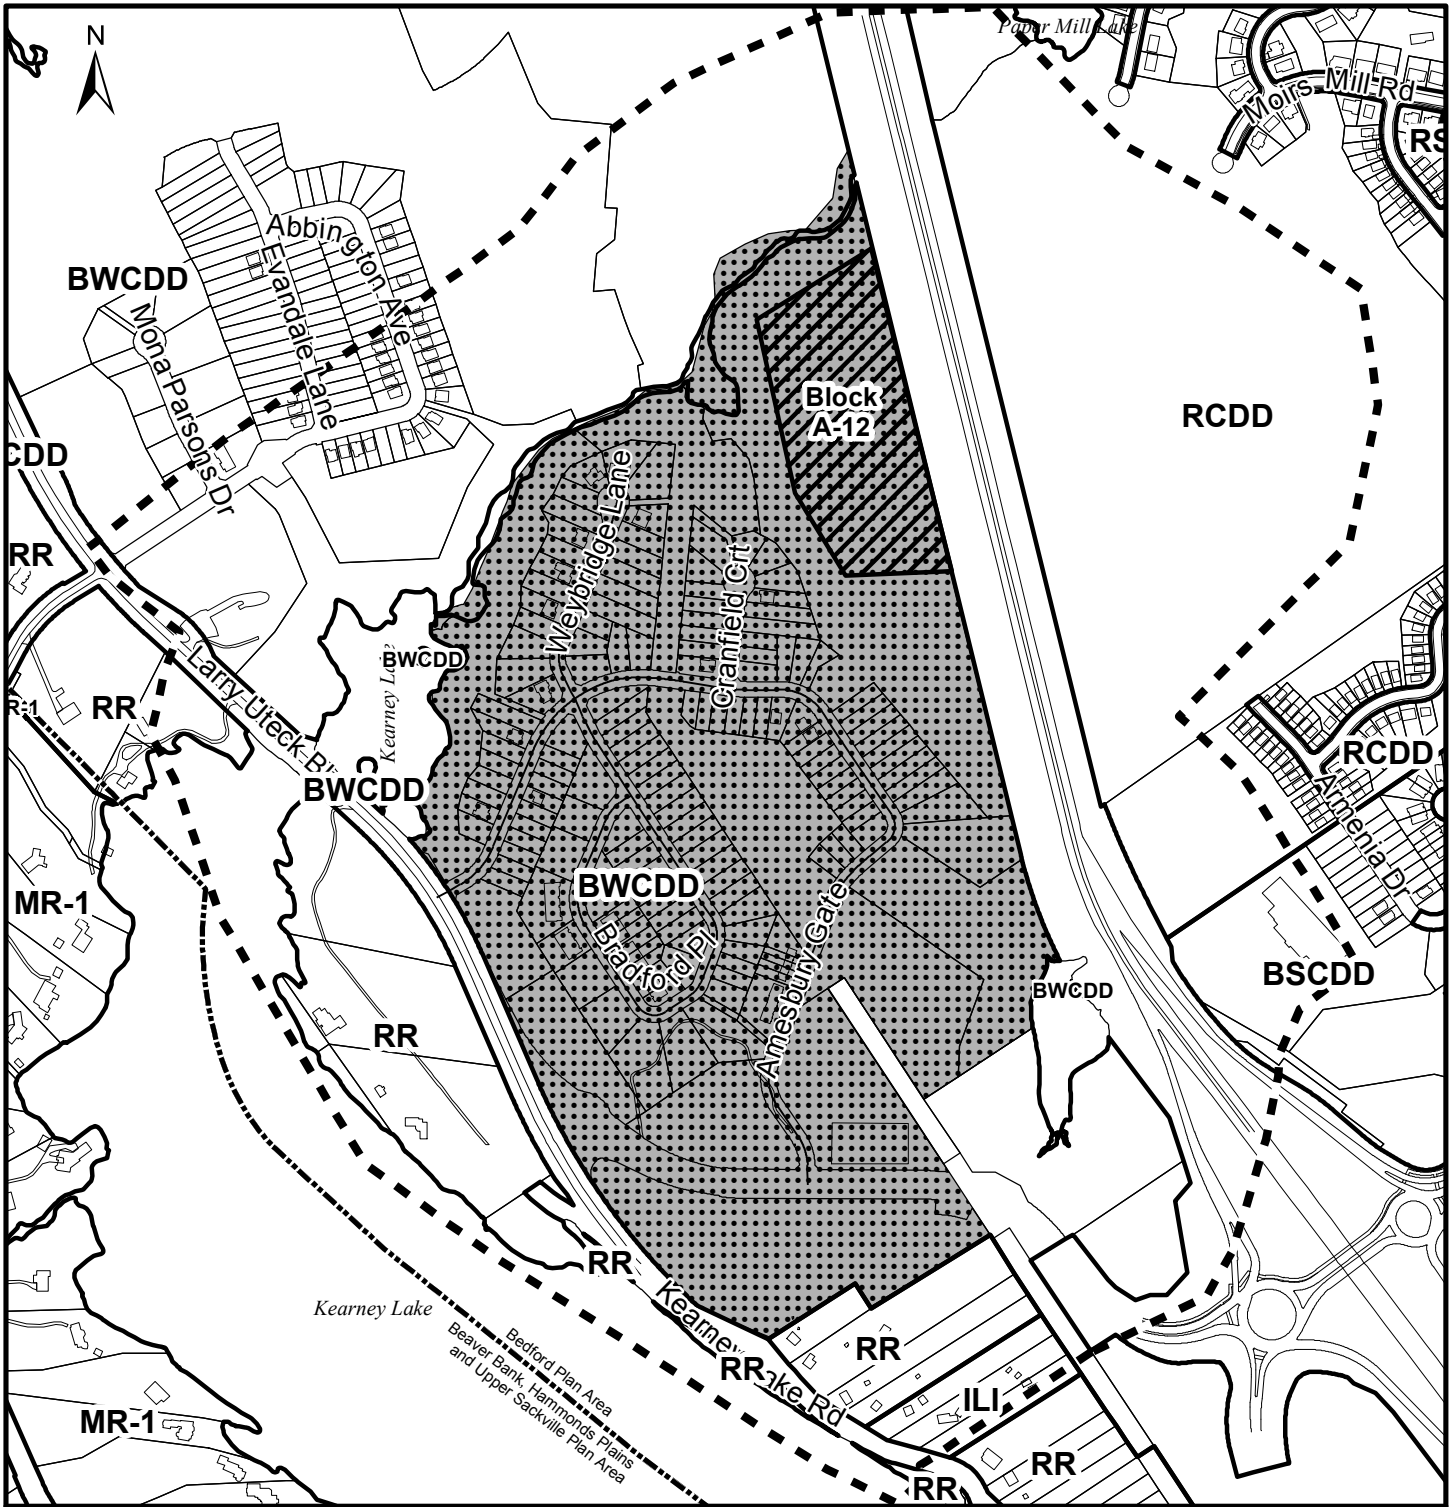 Paper Mill Lake
N
Moirs Mill Rd
RS
Abbington Ave
Evandale Lane
BWCDD
Mona Parsons Dr
Block
A-12
RCDD
CDD
Weybridge Lane
RR
Cranfield Crt
BWCDD
Kearney La
Larry Uteck Bl
RR
R-1
RCDD
BWCDD
Armenia Dr
BWCDD
MR-1
Bradford Pl
Amesbury Gate
BSCDD
BWCDD
RR
RR
Kearney Lake
Kearney Lake Rd
Bedford Plan Area
Beaver Bank, Hammonds Plains
and Upper Sackville Plan Area
RR
RR
ILI
MR-1
RR
RR